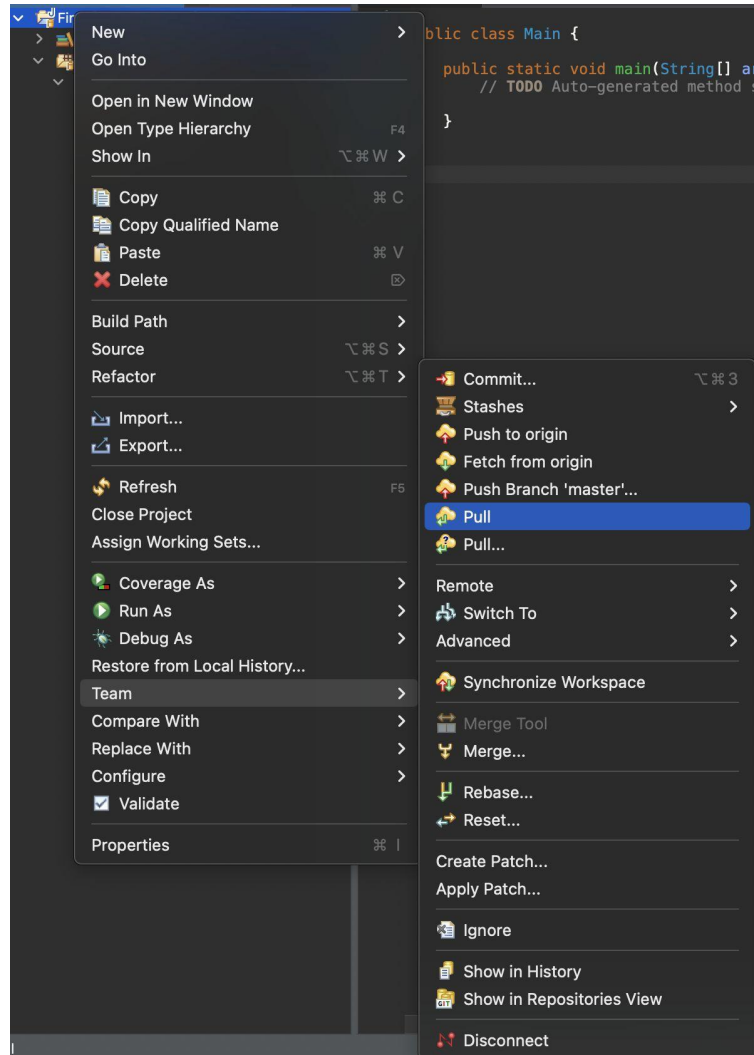 Fir
New
Go Into
Open in New Window
Open Type Hierarchy F4
Show In ⌥⌘W
Copy ⌘C
Copy Qualified Name
Paste ⌘V
Delete ⌦
Build Path
Source ⌥⌘S
Refactor ⌥⌘T
Import...
Export...
Refresh F5
Close Project
Assign Working Sets...
Coverage As
Run As
Debug As
Restore from Local History...
Team
Compare With
Replace With
Configure
Validate
Properties ⌘I
blic class Main {
public static void main(String[] ar
// TODO Auto-generated method s
}
Commit... ⌥⌘3
Stashes
Push to origin
Fetch from origin
Push Branch 'master'...
Pull
Pull...
Remote
Switch To
Advanced
Synchronize Workspace
Merge Tool
Merge...
Rebase...
Reset...
Create Patch...
Apply Patch...
Ignore
Show in History
GIT Show in Repositories View
Disconnect